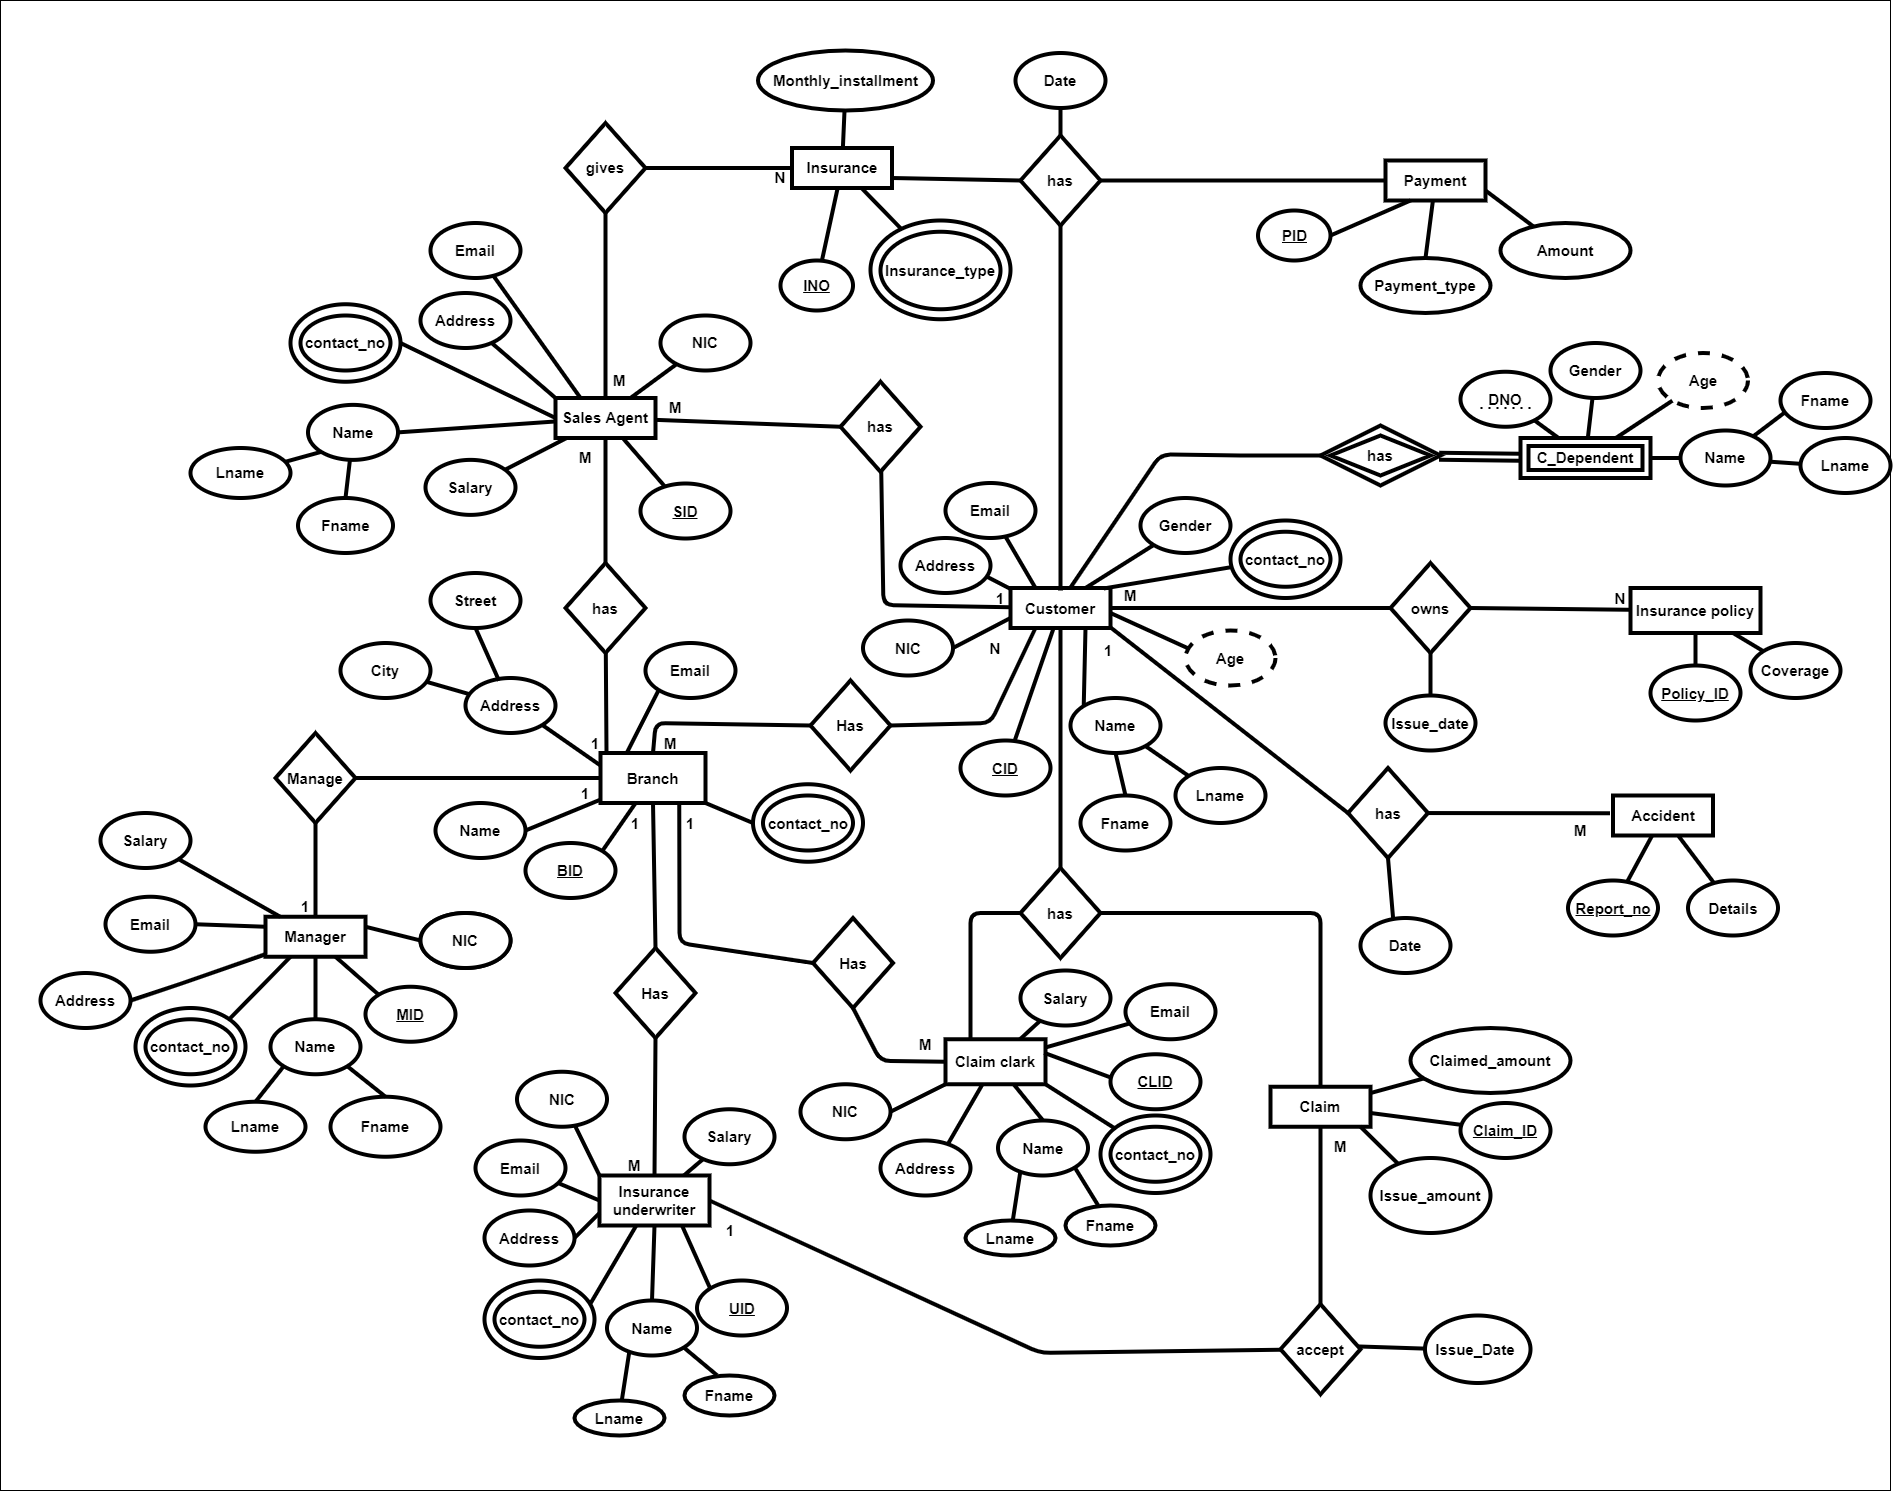 Monthly_installment
Date
gives
N
Insurance
has
Payment
PID
Amount
INO
Insurance_type
Payment_type
Email
Address
contact_no
NIC
M
Sales Agent
M
M
Name
Lname
Fname
Salary
SID
has
DNO
Gender
Age
Fname
has
C_Dependent
Name
Lname
Email
Gender
contact_no
Address
1
Customer
M
owns
N
Insurance policy
NIC
N
1
Age
Policy_ID
Coverage
Issue_date
Street
has
City
Address
Email
Has
Name
CID
Lname
Fname
1
M
Manage
Branch
1
1
1
Name
BID
contact_no
has
Accident
M
Report_no
Details
Date
Salary
Email
1
Manager
NIC
Address
contact_no
Name
MID
Lname
Fname
has
Has
Has
Salary
Email
M
Claim clark
CLID
NIC
Address
Name
contact_no
Lname
Fname
Claimed_amount
Claim
Claim_ID
M
Issue_amount
NIC
Salary
Email
M
Insurance
underwriter
1
Address
contact_no
Name
UID
Lname
Fname
accept
Issue_Date